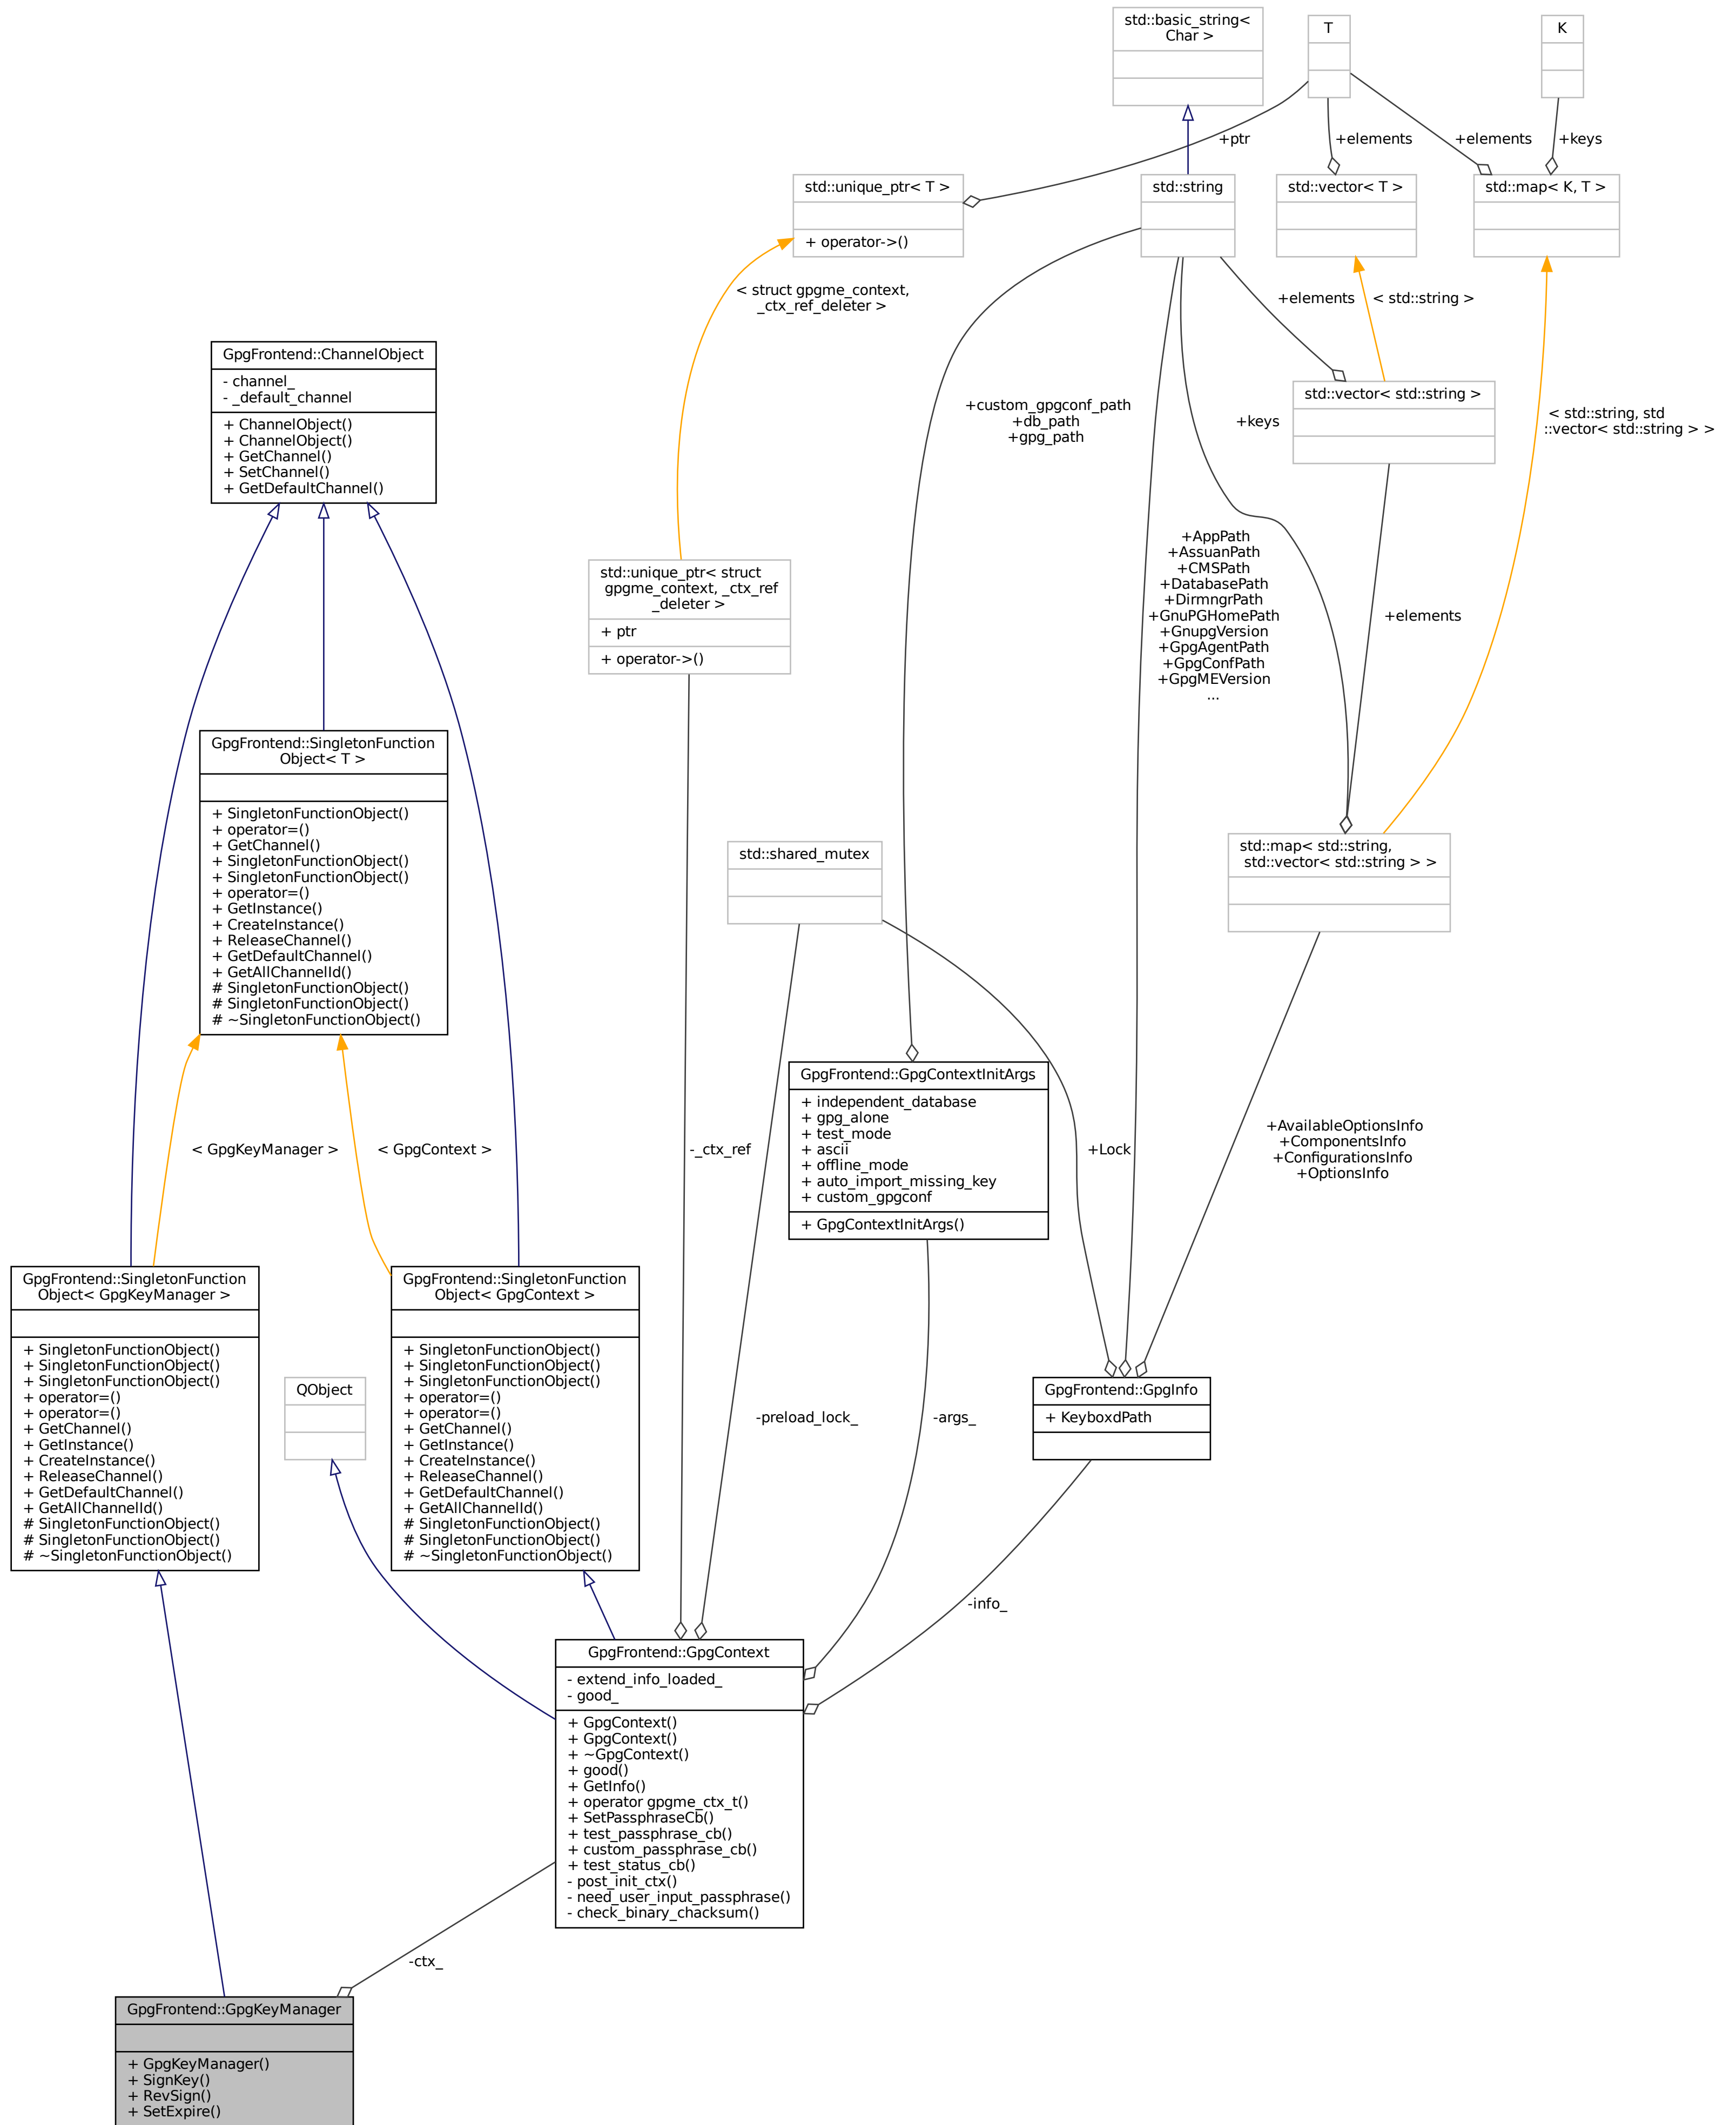 std::basic_string<
Char >
T
K
+ptr
+elements
+elements
+keys
std::unique_ptr< T >
+ operator->()
std::string
std::vector< T >
std::map< K, T >
< struct gpgme_context,
_ctx_ref_deleter >
+elements
< std::string >
GpgFrontend::ChannelObject
- channel_
- _default_channel
+ ChannelObject()
+ ChannelObject()
+ GetChannel()
+ SetChannel()
+ GetDefaultChannel()
+custom_gpgconf_path
+db_path
+gpg_path
+keys
std::vector< std::string >
< std::string, std
::vector< std::string > >
std::unique_ptr< struct
gpgme_context, _ctx_ref
_deleter >
+ ptr
+ operator->()
+AppPath
+AssuanPath
+CMSPath
+DatabasePath
+DirmngrPath
+GnuPGHomePath
+GnupgVersion
+GpgAgentPath
+GpgConfPath
+GpgMEVersion
...
+elements
GpgFrontend::SingletonFunction
Object< T >
+ SingletonFunctionObject()
+ operator=()
+ GetChannel()
+ SingletonFunctionObject()
+ SingletonFunctionObject()
+ operator=()
+ GetInstance()
+ CreateInstance()
+ ReleaseChannel()
+ GetDefaultChannel()
+ GetAllChannelId()
# SingletonFunctionObject()
# SingletonFunctionObject()
# ~SingletonFunctionObject()
std::shared_mutex
std::map< std::string,
std::vector< std::string > >
< GpgKeyManager >
< GpgContext >
-_ctx_ref
GpgFrontend::GpgContextInitArgs
+ independent_database
+ gpg_alone
+ test_mode
+ ascii
+ offline_mode
+ auto_import_missing_key
+ custom_gpgconf
+ GpgContextInitArgs()
+Lock
+AvailableOptionsInfo
+ComponentsInfo
+ConfigurationsInfo
+OptionsInfo
GpgFrontend::SingletonFunction
Object< GpgKeyManager >
+ SingletonFunctionObject()
+ SingletonFunctionObject()
+ SingletonFunctionObject()
+ operator=()
+ operator=()
+ GetChannel()
+ GetInstance()
+ CreateInstance()
+ ReleaseChannel()
+ GetDefaultChannel()
+ GetAllChannelId()
# SingletonFunctionObject()
# SingletonFunctionObject()
# ~SingletonFunctionObject()
QObject
GpgFrontend::SingletonFunction
Object< GpgContext >
+ SingletonFunctionObject()
+ SingletonFunctionObject()
+ SingletonFunctionObject()
+ operator=()
+ operator=()
+ GetChannel()
+ GetInstance()
+ CreateInstance()
+ ReleaseChannel()
+ GetDefaultChannel()
+ GetAllChannelId()
# SingletonFunctionObject()
# SingletonFunctionObject()
# ~SingletonFunctionObject()
-preload_lock_
-args_
GpgFrontend::GpgInfo
+ KeyboxdPath
-info_
GpgFrontend::GpgContext
- extend_info_loaded_
- good_
+ GpgContext()
+ GpgContext()
+ ~GpgContext()
+ good()
+ GetInfo()
+ operator gpgme_ctx_t()
+ SetPassphraseCb()
+ test_passphrase_cb()
+ custom_passphrase_cb()
+ test_status_cb()
- post_init_ctx()
- need_user_input_passphrase()
- check_binary_chacksum()
-ctx_
GpgFrontend::GpgKeyManager
+ GpgKeyManager()
+ SignKey()
+ RevSign()
+ SetExpire()